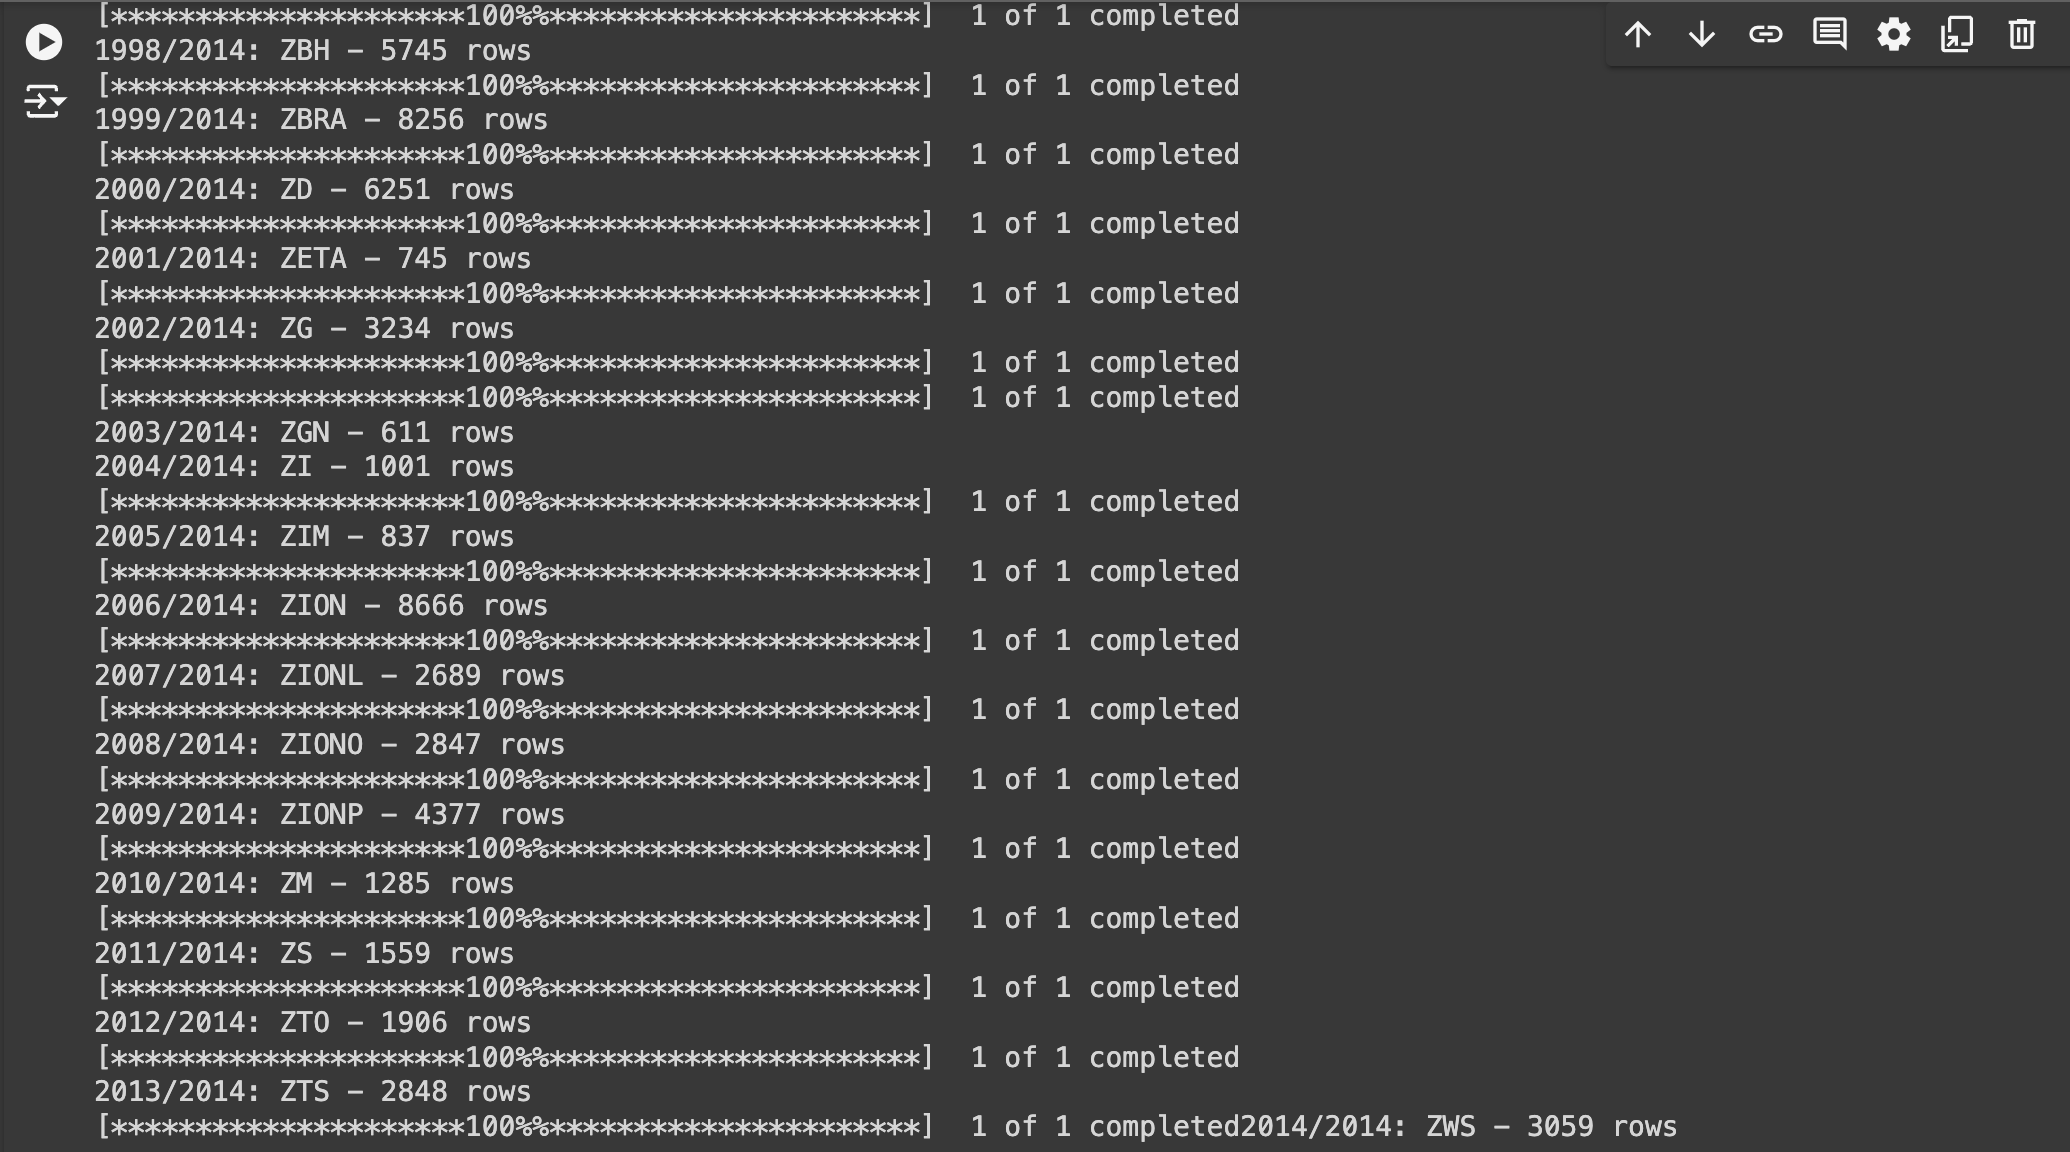 [*********************100%%**********************]  1 of 1 completed
1998/2014: ZBH – 5745 rows
[*********************100%%**********************]  1 of 1 completed
1999/2014: ZBRA – 8256 rows
[*********************100%%**********************]  1 of 1 completed
2000/2014: ZD – 6251 rows
[*********************100%%**********************]  1 of 1 completed
2001/2014: ZETA – 745 rows
[*********************100%%**********************]  1 of 1 completed
2002/2014: ZG – 3234 rows
[*********************100%%**********************]  1 of 1 completed
[*********************100%%**********************]  1 of 1 completed
2003/2014: ZGN – 611 rows
2004/2014: ZI – 1001 rows
[*********************100%%**********************]  1 of 1 completed
2005/2014: ZIM – 837 rows
[*********************100%%**********************]  1 of 1 completed
2006/2014: ZION – 8666 rows
[*********************100%%**********************]  1 of 1 completed
2007/2014: ZIONL – 2689 rows
[*********************100%%**********************]  1 of 1 completed
2008/2014: ZIONO – 2847 rows
[*********************100%%**********************]  1 of 1 completed
2009/2014: ZIONP – 4377 rows
[*********************100%%**********************]  1 of 1 completed
2010/2014: ZM – 1285 rows
[*********************100%%**********************]  1 of 1 completed
2011/2014: ZS – 1559 rows
[*********************100%%**********************]  1 of 1 completed
2012/2014: ZTO – 1906 rows
[*********************100%%**********************]  1 of 1 completed
2013/2014: ZTS – 2848 rows
[*********************100%%**********************]  1 of 1 completed2014/2014: ZWS – 3059 rows